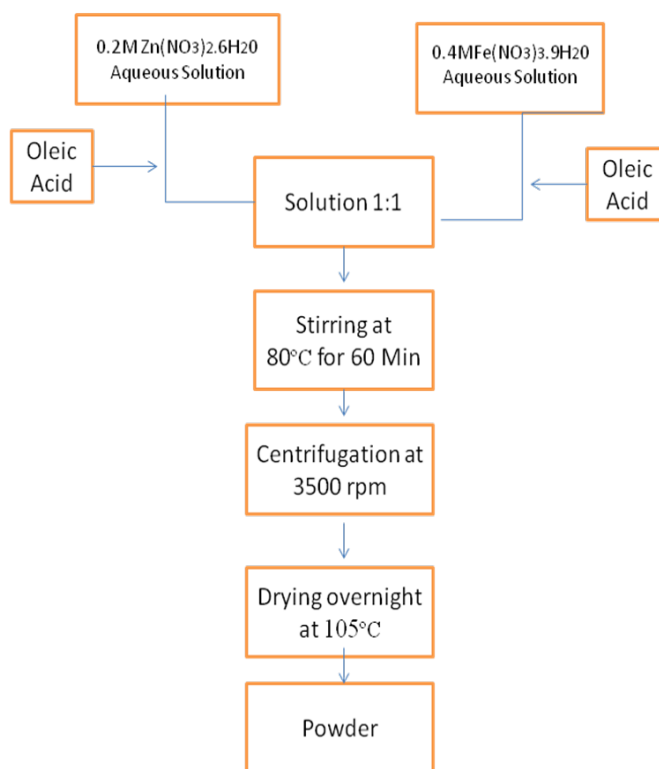 0.2M Zn(NO3)2.6H20
Aqueous Solution
0.4MFe(NO3)3.9H20
Aqueous Solution
Oleic
Acid
Solution 1:1
Oleic
Acid
Stirring at
80°C for 60 Min
Centrifugation at
3500 rpm
Drying overnight
at 105°C
Powder